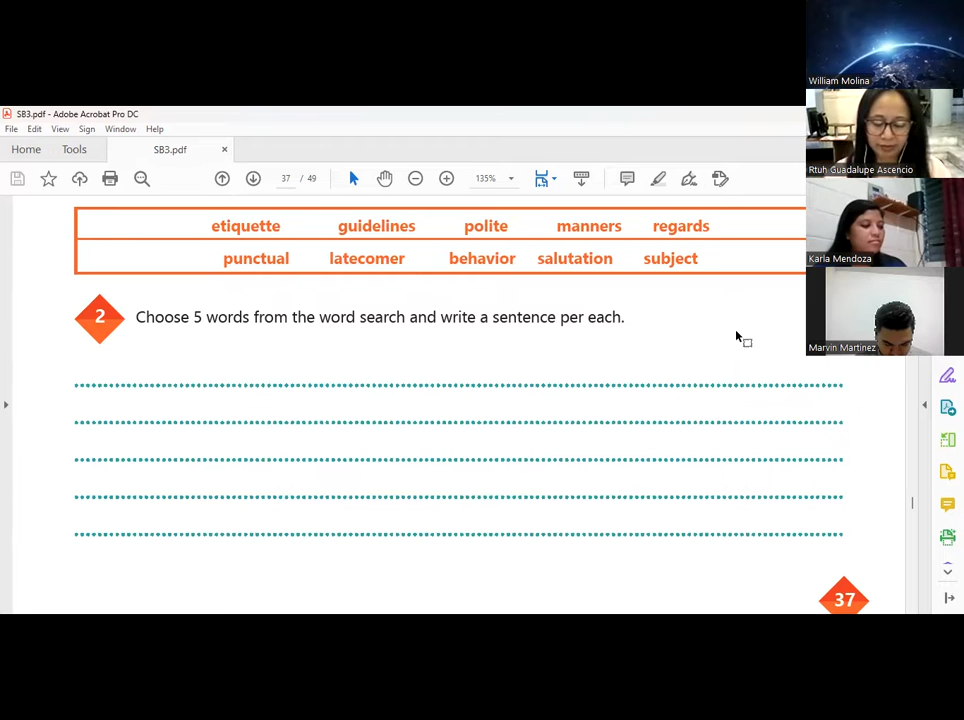 William Molina
SB3.pdf - Adobe Acrobat Pro DC
File Edit View Sign Window Help
Home Tools SB3.pdf ×
37 / 49 135%
Rtuh Guadalupe Ascencio
etiquette guidelines polite manners regards
punctual latecomer behavior salutation subject
Karla Mendoza
2 Choose 5 words from the word search and write a sentence per each.
Marvin Martinez
37